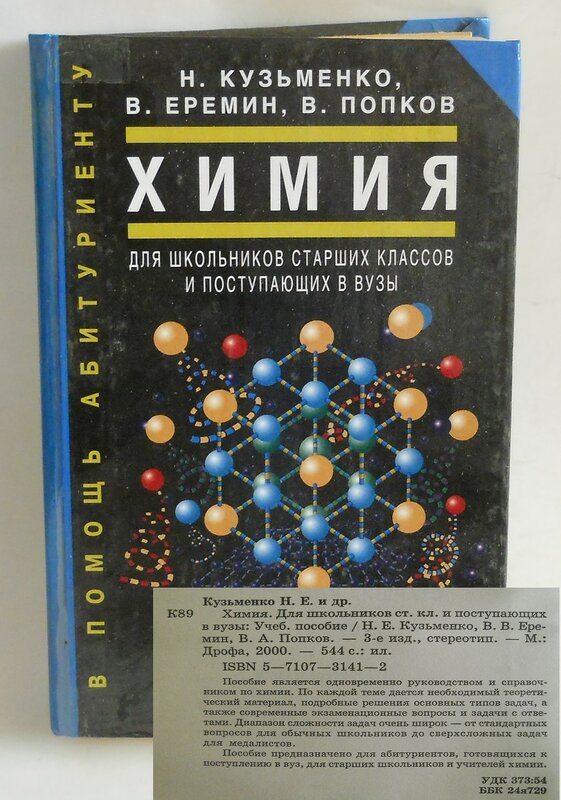 В ПОМОЩЬ АБИТУРИЕНТУ
Н. КУЗЬМЕНКО,
В. ЕРЕМИН, В. ПОПКОВ
ХИМИЯ
ДЛЯ ШКОЛЬНИКОВ СТАРШИХ КЛАССОВ
И ПОСТУПАЮЩИХ В ВУЗЫ
Кузьменко Н. Е. и др.
К89 Химия. Для школьников ст. кл. и поступающих
в вузы: Учеб. пособие / Н. Е. Кузьменко, В. В. Ере-
мин, В. А. Попков. — 3-е изд., стереотип. — М.:
Дрофа, 2000. — 544 с.: ил.
ISBN 5—7107—3141—2
Пособие является одновременно руководством и справоч-
ником по химии. По каждой теме дается необходимый теорети-
ческий материал, подробные решения основных типов задач, а
также современные экзаменационные вопросы и задачи с отве-
тами. Диапазон сложности задач очень широк — от стандартных
вопросов для обычных школьников до сверхсложных задач
для медалистов.
Пособие предназначено для абитуриентов, готовящихся к
поступлению в вуз, для старших школьников и учителей химии.
УДК 373:54
ББК 24я729